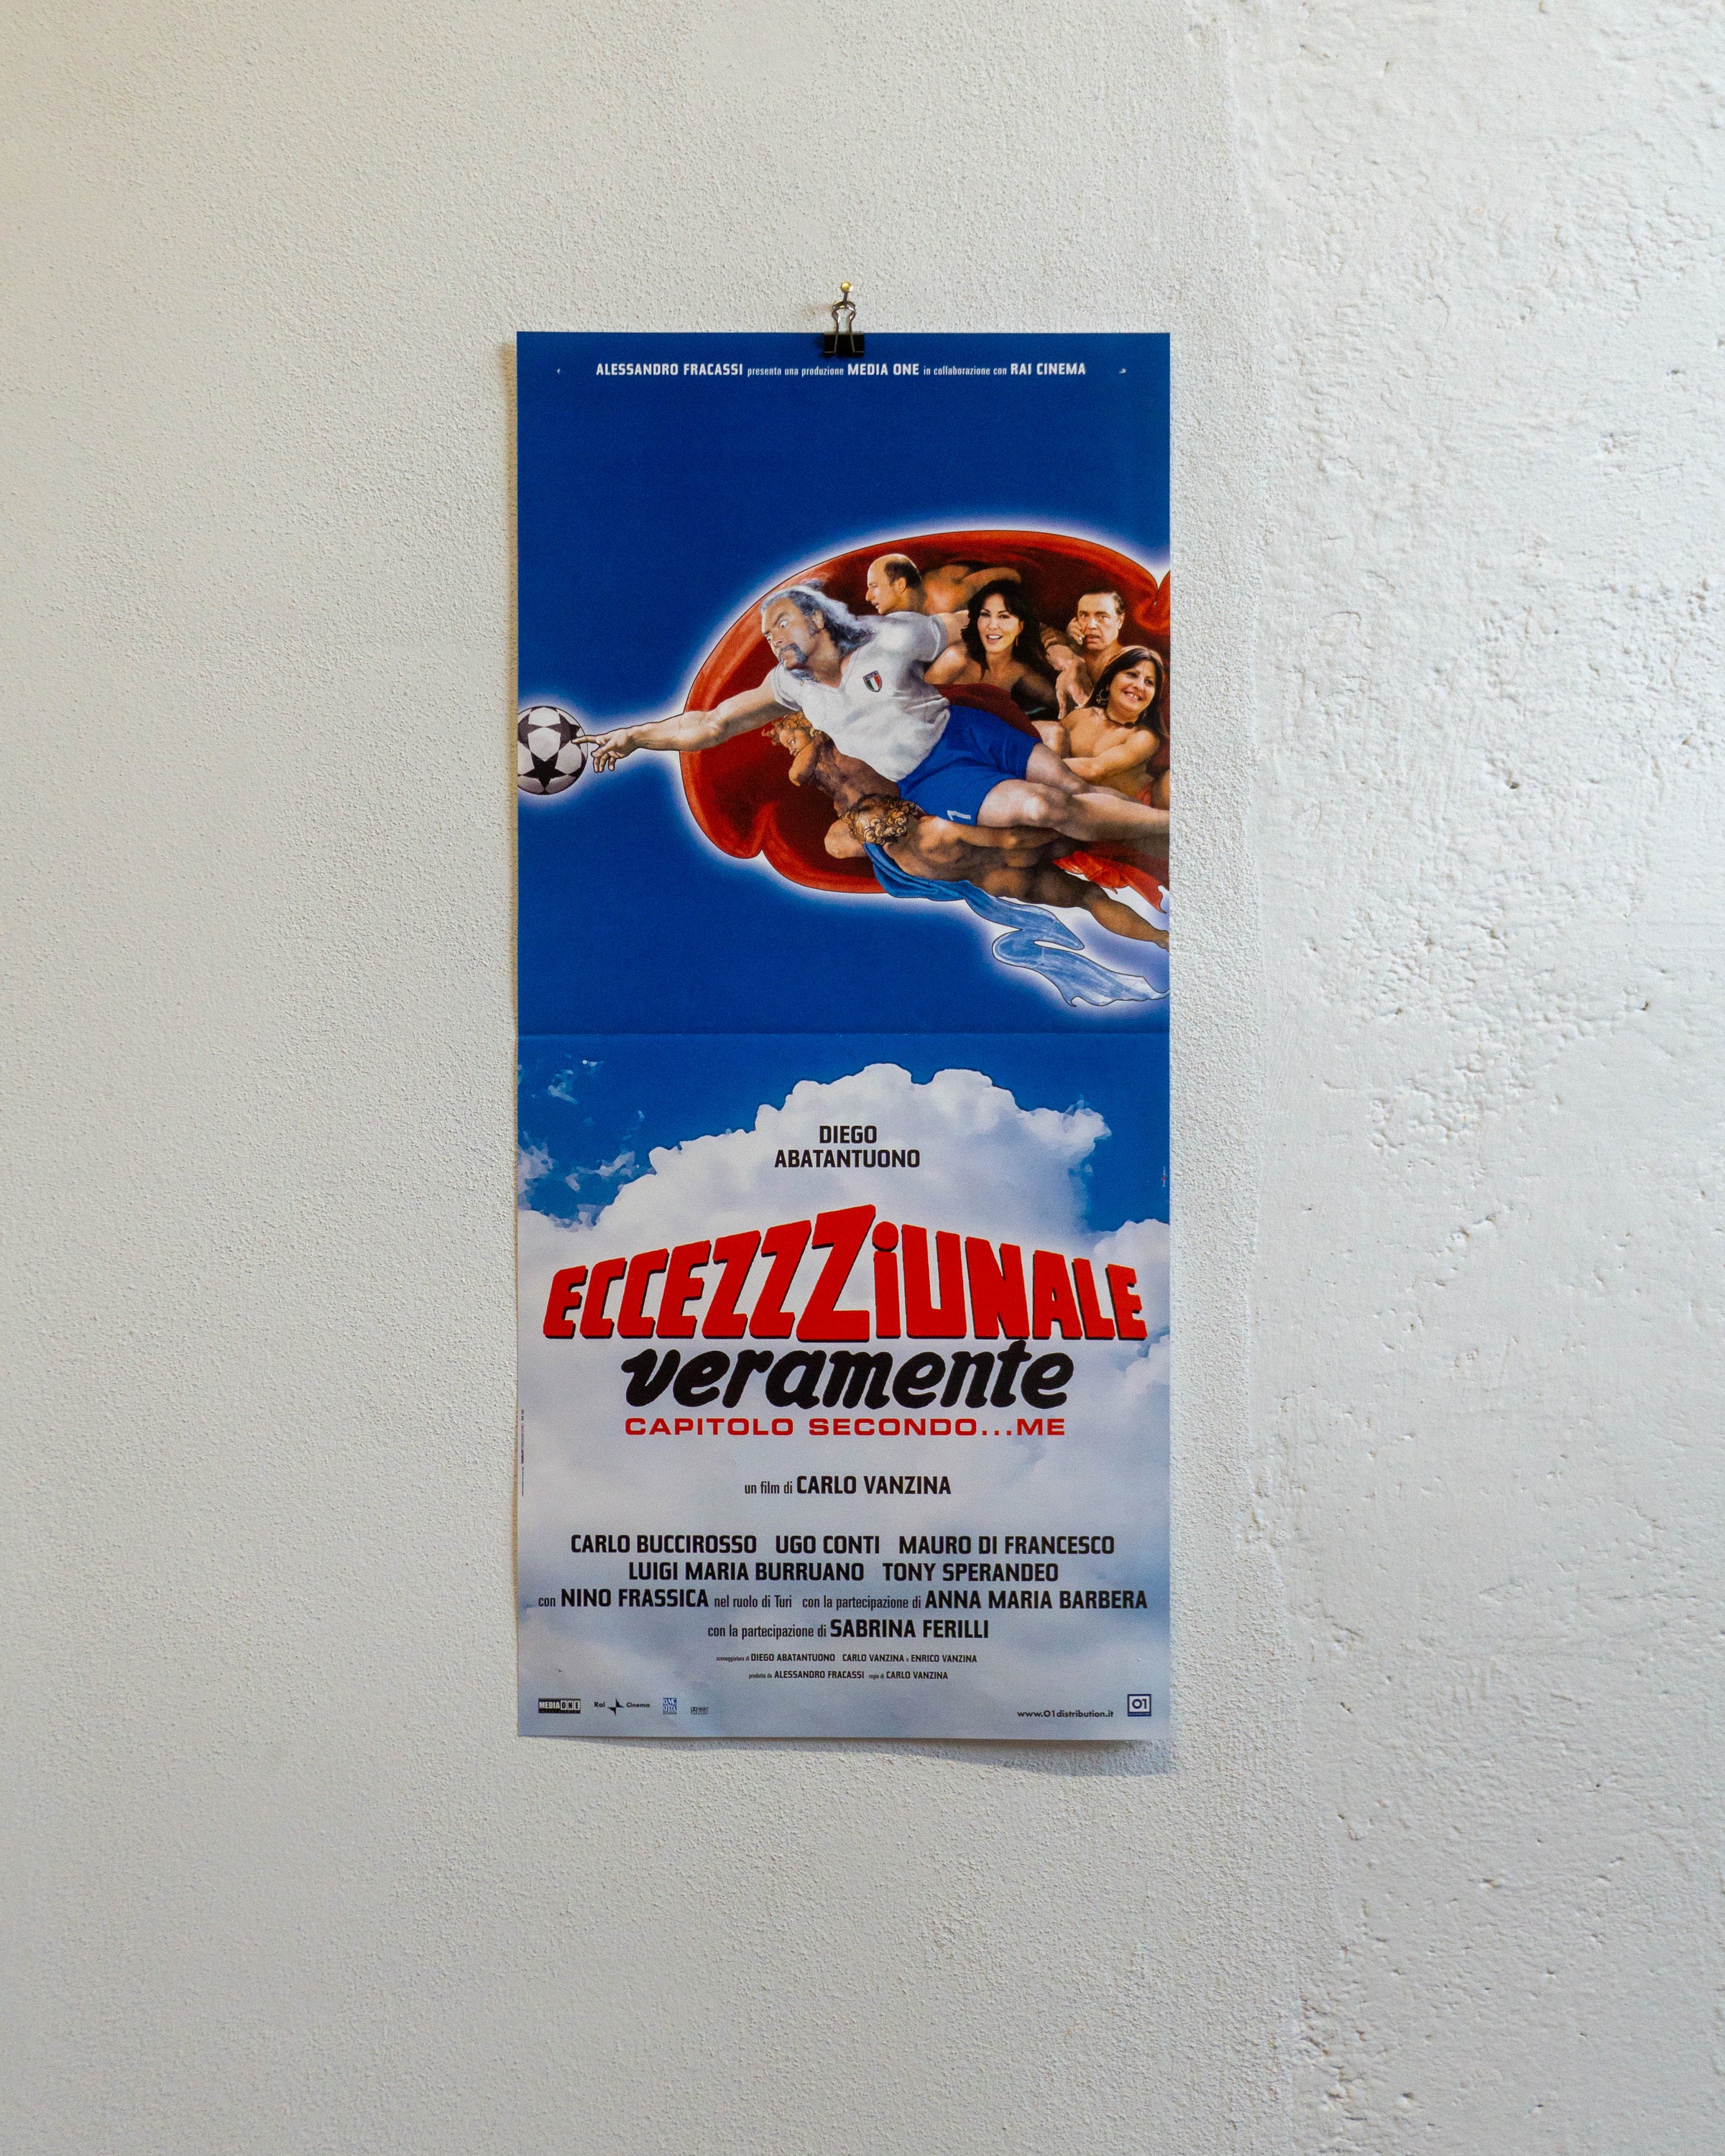 ALESSANDRO FRACASSI presenta una produzione MEDIA ONE in collaborazione con RAI CINEMA
DIEGO
ABATANTUONO
ECCEZZZiUNALE
veramente
CAPITOLO SECONDO...ME
un film di CARLO VANZINA
CARLO BUCCIROSSO UGO CONTI MAURO DI FRANCESCO
LUIGI MARIA BURRUANO TONY SPERANDEO
con NINO FRASSICA nel ruolo di Turi con la partecipazione di ANNA MARIA BARBERA
con la partecipazione di SABRINA FERILLI
sceneggiatura di DIEGO ABATANTUONO CARLO VANZINA e ENRICO VANZINA
prodotto da ALESSANDRO FRACASSI regia di CARLO VANZINA
MEDIA ONE Rai Cinema www.01distribution.it 01